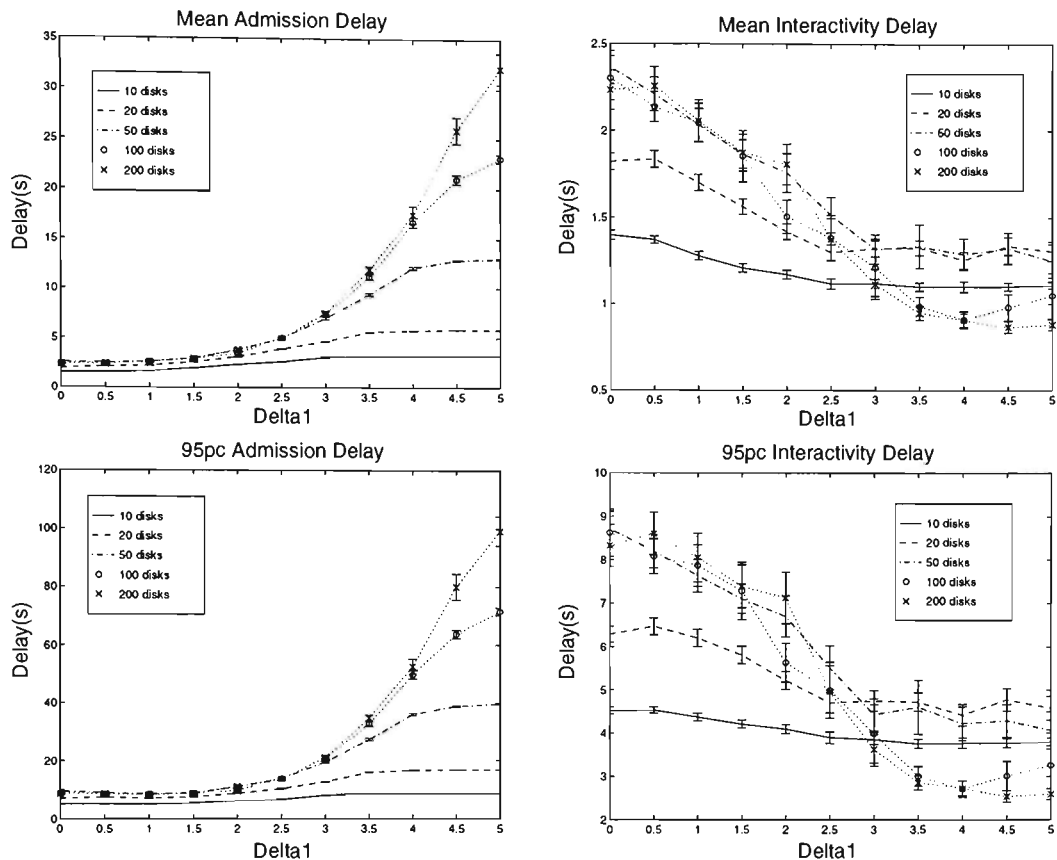 Mean Admission Delay
35
30
25
20
15
10
5
0
Delay(s)
10 disks
20 disks
50 disks
100 disks
200 disks
0 0.5 1 1.5 2 2.5 3 3.5 4 4.5 5
Delta1
Mean Interactivity Delay
2.5
2
1.5
1
0.5
Delay(s)
10 disks
20 disks
50 disks
100 disks
200 disks
0 0.5 1 1.5 2 2.5 3 3.5 4 4.5 5
Delta1
95pc Admission Delay
120
100
80
60
40
20
0
Delay(s)
10 disks
20 disks
50 disks
100 disks
200 disks
0 0.5 1 1.5 2 2.5 3 3.5 4 4.5 5
Delta1
95pc Interactivity Delay
10
9
8
7
6
5
4
3
2
Delay(s)
10 disks
20 disks
50 disks
100 disks
200 disks
0 0.5 1 1.5 2 2.5 3 3.5 4 4.5 5
Delta1